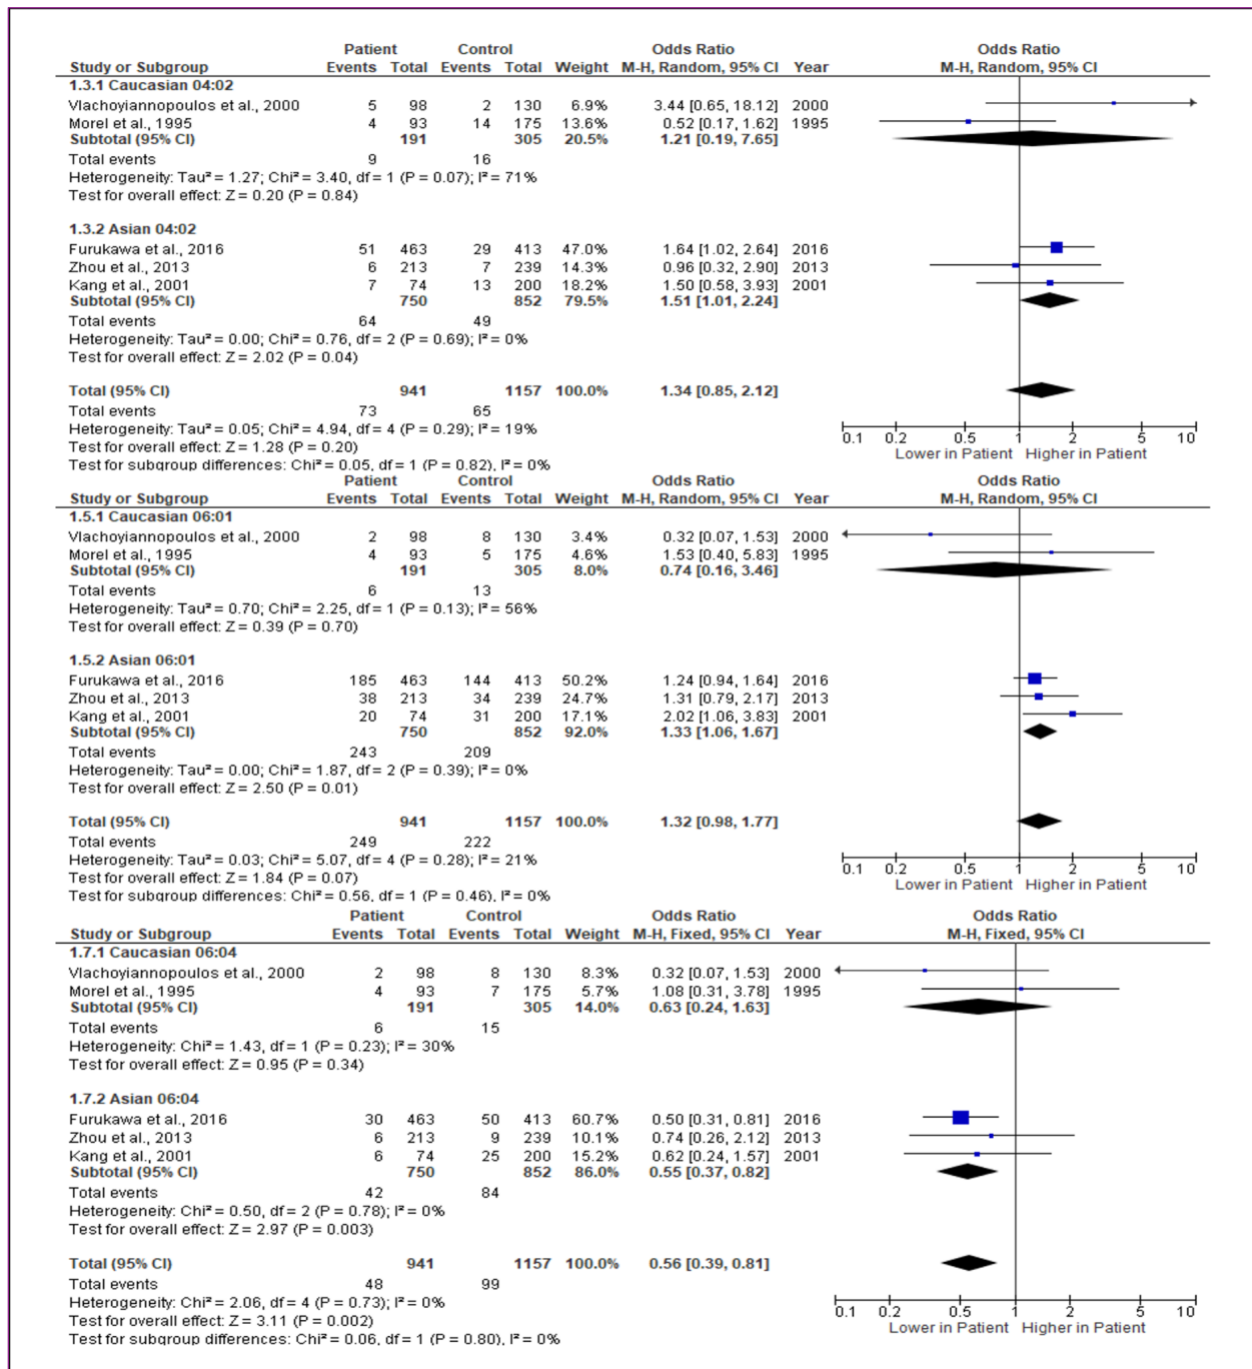 Patient Control Odds Ratio Odds Ratio
Study or Subgroup Events Total Events Total Weight M-H, Random, 95% CI Year M-H, Random, 95% CI
1.3.1 Caucasian 04:02
Vlachoyiannopoulos et al., 2000 5 98 2 130 6.9% 3.44 [0.65, 18.12] 2000
Morel et al., 1995 4 93 14 175 13.6% 0.52 [0.17, 1.62] 1995
Subtotal (95% CI) 191 305 20.5% 1.21 [0.19, 7.65]
Total events 9 16
Heterogeneity: Tau² = 1.27; Chi² = 3.40, df = 1 (P = 0.07); I² = 71%
Test for overall effect: Z = 0.20 (P = 0.84)
1.3.2 Asian 04:02
Furukawa et al., 2016 51 463 29 413 47.0% 1.64 [1.02, 2.64] 2016
Zhou et al., 2013 6 213 7 239 14.3% 0.96 [0.32, 2.90] 2013
Kang et al., 2001 7 74 13 200 18.2% 1.50 [0.58, 3.93] 2001
Subtotal (95% CI) 750 852 79.5% 1.51 [1.01, 2.24]
Total events 64 49
Heterogeneity: Tau² = 0.00; Chi² = 0.76, df = 2 (P = 0.69); I² = 0%
Test for overall effect: Z = 2.02 (P = 0.04)
Total (95% CI) 941 1157 100.0% 1.34 [0.85, 2.12]
Total events 73 65
Heterogeneity: Tau² = 0.05; Chi² = 4.94, df = 4 (P = 0.29); I² = 19%
Test for overall effect: Z = 1.28 (P = 0.20)
Test for subgroup differences: Chi² = 0.05, df = 1 (P = 0.82), I² = 0%
0.1 0.2 0.5 1 2 5 10
Lower in Patient Higher in Patient
Patient Control Odds Ratio Odds Ratio
Study or Subgroup Events Total Events Total Weight M-H, Random, 95% CI Year M-H, Random, 95% CI
1.5.1 Caucasian 06:01
Vlachoyiannopoulos et al., 2000 2 98 8 130 3.4% 0.32 [0.07, 1.53] 2000
Morel et al., 1995 4 93 5 175 4.6% 1.53 [0.40, 5.83] 1995
Subtotal (95% CI) 191 305 8.0% 0.74 [0.16, 3.46]
Total events 6 13
Heterogeneity: Tau² = 0.70; Chi² = 2.25, df = 1 (P = 0.13); I² = 56%
Test for overall effect: Z = 0.39 (P = 0.70)
1.5.2 Asian 06:01
Furukawa et al., 2016 185 463 144 413 50.2% 1.24 [0.94, 1.64] 2016
Zhou et al., 2013 38 213 34 239 24.7% 1.31 [0.79, 2.17] 2013
Kang et al., 2001 20 74 31 200 17.1% 2.02 [1.06, 3.83] 2001
Subtotal (95% CI) 750 852 92.0% 1.33 [1.06, 1.67]
Total events 243 209
Heterogeneity: Tau² = 0.00; Chi² = 1.87, df = 2 (P = 0.39); I² = 0%
Test for overall effect: Z = 2.50 (P = 0.01)
Total (95% CI) 941 1157 100.0% 1.32 [0.98, 1.77]
Total events 249 222
Heterogeneity: Tau² = 0.03; Chi² = 5.07, df = 4 (P = 0.28); I² = 21%
Test for overall effect: Z = 1.84 (P = 0.07)
Test for subgroup differences: Chi² = 0.56, df = 1 (P = 0.46), I² = 0%
0.1 0.2 0.5 1 2 5 10
Lower in Patient Higher in Patient
Patient Control Odds Ratio Odds Ratio
Study or Subgroup Events Total Events Total Weight M-H, Fixed, 95% CI Year M-H, Fixed, 95% CI
1.7.1 Caucasian 06:04
Vlachoyiannopoulos et al., 2000 2 98 8 130 8.3% 0.32 [0.07, 1.53] 2000
Morel et al., 1995 4 93 7 175 5.7% 1.08 [0.31, 3.78] 1995
Subtotal (95% CI) 191 305 14.0% 0.63 [0.24, 1.63]
Total events 6 15
Heterogeneity: Chi² = 1.43, df = 1 (P = 0.23); I² = 30%
Test for overall effect: Z = 0.95 (P = 0.34)
1.7.2 Asian 06:04
Furukawa et al., 2016 30 463 50 413 60.7% 0.50 [0.31, 0.81] 2016
Zhou et al., 2013 6 213 9 239 10.1% 0.74 [0.26, 2.12] 2013
Kang et al., 2001 6 74 25 200 15.2% 0.62 [0.24, 1.57] 2001
Subtotal (95% CI) 750 852 86.0% 0.55 [0.37, 0.82]
Total events 42 84
Heterogeneity: Chi² = 0.50, df = 2 (P = 0.78); I² = 0%
Test for overall effect: Z = 2.97 (P = 0.003)
Total (95% CI) 941 1157 100.0% 0.56 [0.39, 0.81]
Total events 48 99
Heterogeneity: Chi² = 2.06, df = 4 (P = 0.73); I² = 0%
Test for overall effect: Z = 3.11 (P = 0.002)
Test for subgroup differences: Chi² = 0.06, df = 1 (P = 0.80), I² = 0%
0.1 0.2 0.5 1 2 5 10
Lower in Patient Higher in Patient